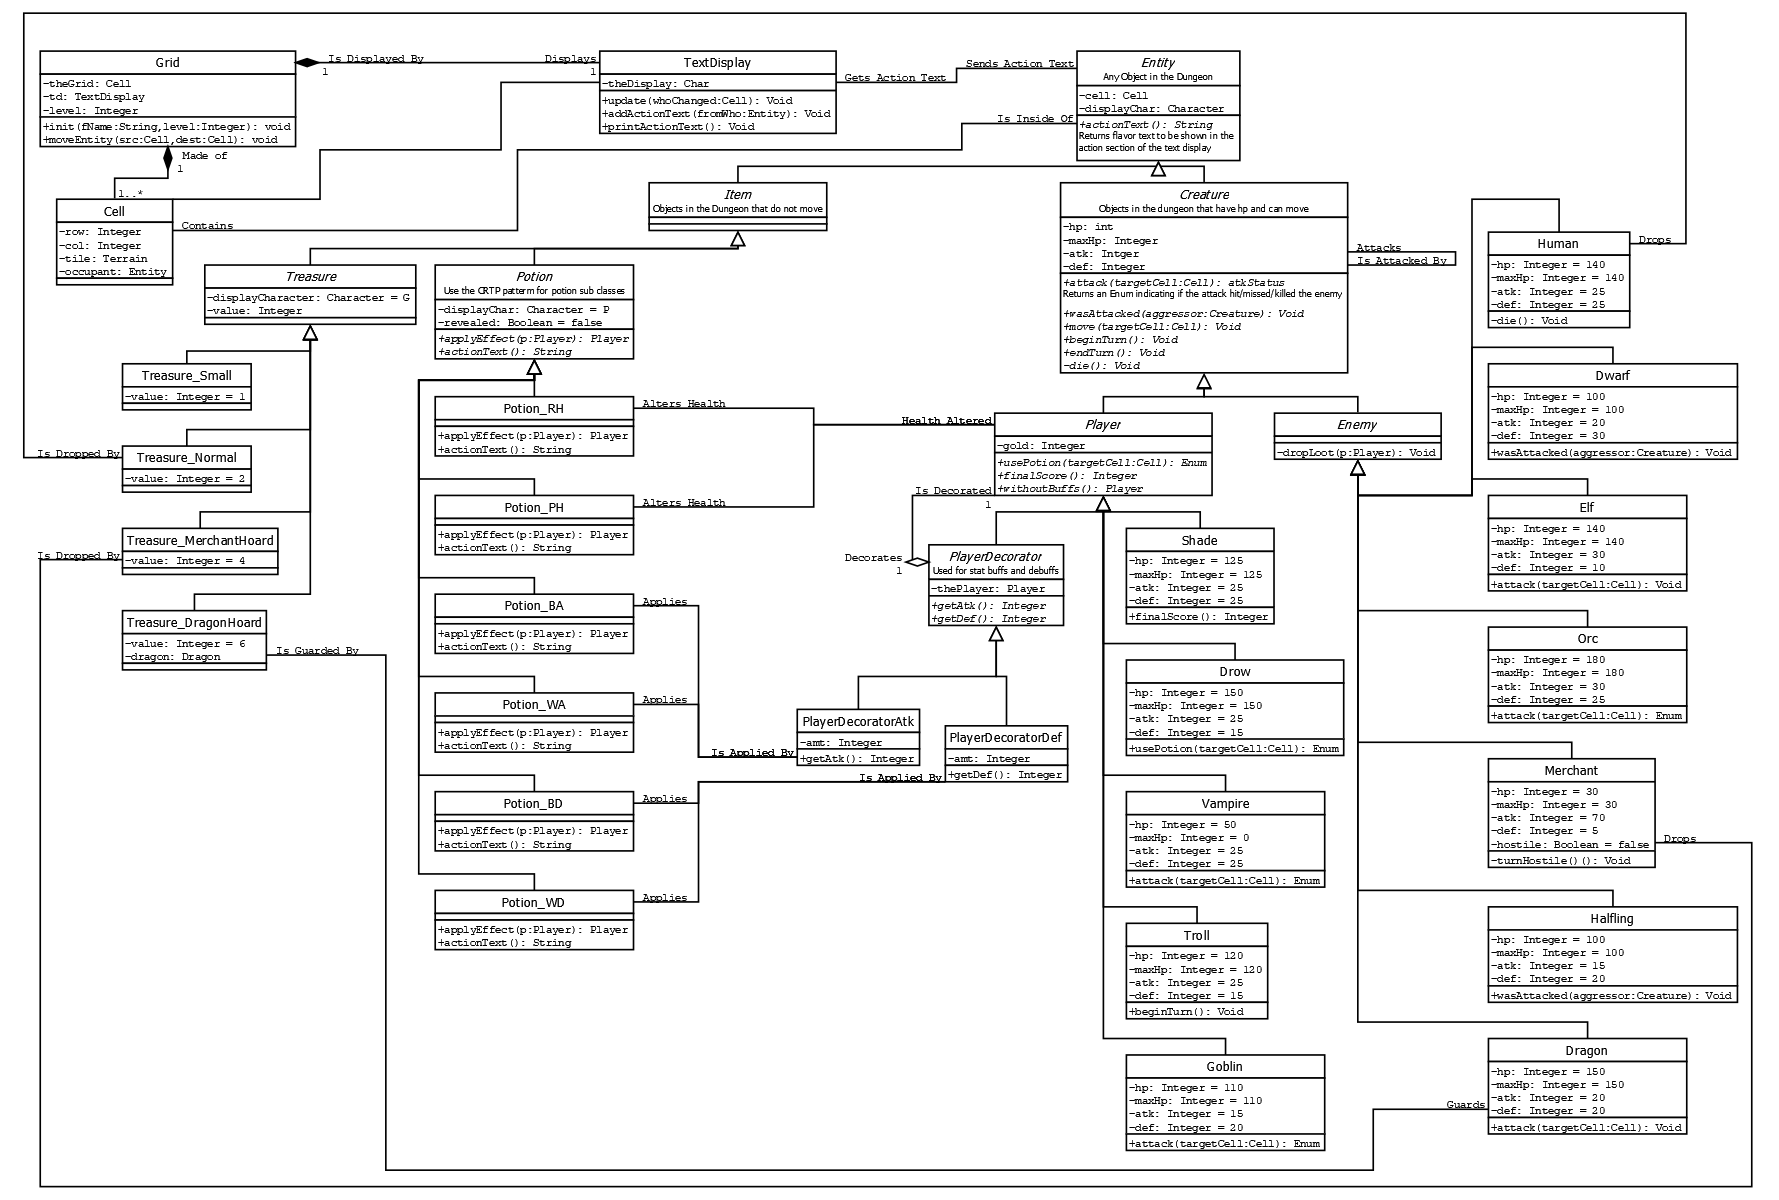 Grid
-theGrid: Cell
-td: TextDisplay
-level: Integer
+init(fName:String,level:Integer): void
+moveEntity(src:Cell,dest:Cell): void
Is Displayed By
1
Displays
1
TextDisplay
-theDisplay: Char
+update(whoChanged:Cell): Void
+addActionText(fromWho:Entity): Void
+printActionText(): Void
Gets Action Text
Sends Action Text
Entity
Any Object in the Dungeon
-cell: Cell
-displayChar: Character
+actionText(): String
Returns flavor text to be shown in the
action section of the text display
Is Inside Of
Made of
1
1..*
Cell
-row: Integer
-col: Integer
-tile: Terrain
-occupant: Entity
Contains
Item
Objects in the Dungeon that do not move
Creature
Objects in the dungeon that have hp and can move
-hp: int
-maxHp: Integer
-atk: Intger
-def: Integer
+attack(targetCell:Cell): atkStatus
Returns an Enum indicating if the attack hit/missed/killed the enemy
+wasAttacked(aggressor:Creature): Void
+move(targetCell:Cell): Void
+beginTurn(): Void
+endTurn(): Void
-die(): Void
Attacks
Is Attacked By
Treasure
-displayCharacter: Character = G
-value: Integer
Potion
Use the CRTP patterm for potion sub classes
-displayChar: Character = P
-revealed: Boolean = false
+applyEffect(p:Player): Player
+actionText(): String
Treasure_Small
-value: Integer = 1
Is Dropped By
Treasure_Normal
-value: Integer = 2
Is Dropped By
Treasure_MerchantHoard
-value: Integer = 4
Treasure_DragonHoard
-value: Integer = 6
-dragon: Dragon
Is Guarded By
Potion_RH
+applyEffect(p:Player): Player
+actionText(): String
Alters Health
Potion_PH
+applyEffect(p:Player): Player
+actionText(): String
Alters Health
Potion_BA
+applyEffect(p:Player): Player
+actionText(): String
Applies
Potion_WA
+applyEffect(p:Player): Player
+actionText(): String
Applies
Potion_BD
+applyEffect(p:Player): Player
+actionText(): String
Applies
Potion_WD
+applyEffect(p:Player): Player
+actionText(): String
Applies
Health Altered
Player
-gold: Integer
+usePotion(targetCell:Cell): Enum
+finalScore(): Integer
+withoutBuffs(): Player
Is Decorated
1
Decorates
1
PlayerDecorator
Used for stat buffs and debuffs
-thePlayer: Player
+getAtk(): Integer
+getDef(): Integer
PlayerDecoratorAtk
-amt: Integer
+getAtk(): Integer
Is Applied By
PlayerDecoratorDef
-amt: Integer
+getDef(): Integer
Is Applied By
Enemy
-dropLoot(p:Player): Void
Shade
-hp: Integer = 125
-maxHp: Integer = 125
-atk: Integer = 25
-def: Integer = 25
+finalScore(): Integer
Drow
-hp: Integer = 150
-maxHp: Integer = 150
-atk: Integer = 25
-def: Integer = 15
+usePotion(targetCell:Cell): Enum
Vampire
-hp: Integer = 50
-maxHp: Integer = 0
-atk: Integer = 25
-def: Integer = 25
+attack(targetCell:Cell): Enum
Troll
-hp: Integer = 120
-maxHp: Integer = 120
-atk: Integer = 25
-def: Integer = 15
+beginTurn(): Void
Goblin
-hp: Integer = 110
-maxHp: Integer = 110
-atk: Integer = 15
-def: Integer = 20
+attack(targetCell:Cell): Enum
Human
-hp: Integer = 140
-maxHp: Integer = 140
-atk: Integer = 25
-def: Integer = 25
-die(): Void
Drops
Dwarf
-hp: Integer = 100
-maxHp: Integer = 100
-atk: Integer = 20
-def: Integer = 30
+wasAttacked(aggressor:Creature): Void
Elf
-hp: Integer = 140
-maxHp: Integer = 140
-atk: Integer = 30
-def: Integer = 10
+attack(targetCell:Cell): Void
Orc
-hp: Integer = 180
-maxHp: Integer = 180
-atk: Integer = 30
-def: Integer = 25
+attack(targetCell:Cell): Enum
Merchant
-hp: Integer = 30
-maxHp: Integer = 30
-atk: Integer = 70
-def: Integer = 5
-hostile: Boolean = false
-turnHostile()(): Void
Drops
Halfling
-hp: Integer = 100
-maxHp: Integer = 100
-atk: Integer = 15
-def: Integer = 20
+wasAttacked(aggressor:Creature): Void
Dragon
-hp: Integer = 150
-maxHp: Integer = 150
-atk: Integer = 20
-def: Integer = 20
+attack(targetCell:Cell): Void
Guards